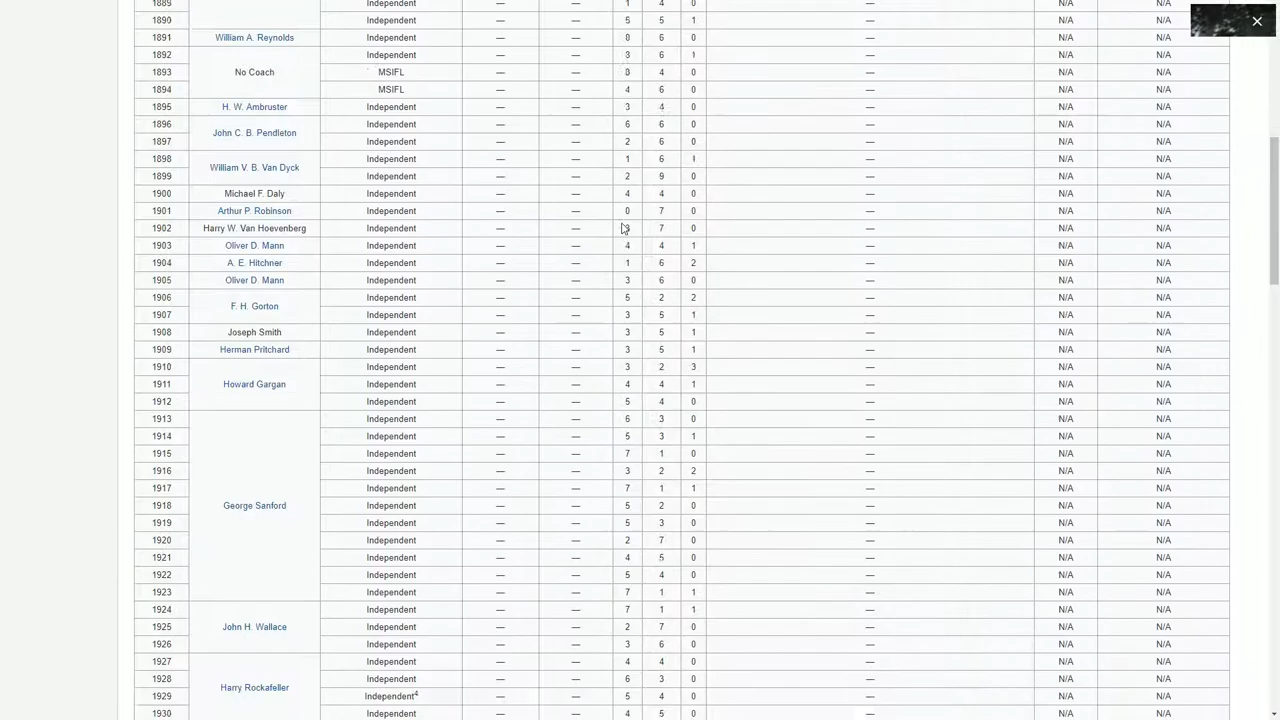 1889 Independent 1 4 0 — N/A N/A
1890 Independent 5 5 1 — N/A N/A
1891 William A. Reynolds Independent 8 6 0 — N/A N/A
1892 Independent 3 6 1 — N/A N/A
1893 No Coach MSIFL 4 0 — N/A N/A
1894 MSIFL 4 6 0 — N/A N/A
1895 H. W. Ambruster Independent — — 3 4 0 — N/A N/A
1896 Independent — — 6 6 0 — N/A N/A
John C. B. Pendleton
1897 Independent — — 2 6 0 — N/A N/A
1898 Independent — — 1 6 1 — N/A N/A
William V. B. Van Dyck
1899 Independent — — 2 9 0 — N/A N/A
1900 Michael F. Daly Independent — — 4 4 0 — N/A N/A
1901 Arthur P. Robinson Independent — — 0 7 0 — N/A N/A
1902 Harry W. Van Hoevenberg Independent — — 3 7 0 — N/A N/A
1903 Oliver D. Mann Independent — — 4 4 1 — N/A N/A
1904 A. E. Hitchner Independent — — 1 6 2 — N/A N/A
1905 Oliver D. Mann Independent — — 3 6 0 — N/A N/A
1906 Independent — — 5 2 2 — N/A N/A
F. H. Gorton
1907 Independent — — 3 5 1 — N/A N/A
1908 Joseph Smith Independent — — 3 5 1 — N/A N/A
1909 Herman Pritchard Independent — — 3 5 1 — N/A N/A
1910 Independent — — 3 2 3 — N/A N/A
1911 Howard Gargan Independent — — 4 4 0 — N/A N/A
1912 Independent — — 5 4 0 — N/A N/A
1913 Independent — — 6 3 0 — N/A N/A
1914 Independent — — 5 3 1 — N/A N/A
1915 Independent — — 7 1 0 — N/A N/A
1916 Independent — — 3 2 2 — N/A N/A
1917 Independent — — 7 1 1 — N/A N/A
1918 George Sanford Independent — — 5 2 0 — N/A N/A
1919 Independent — — 5 3 0 — N/A N/A
1920 Independent — — 2 7 0 — N/A N/A
1921 Independent — — 4 5 0 — N/A N/A
1922 Independent — — 5 4 0 — N/A N/A
1923 Independent — — 7 1 1 — N/A N/A
1924 Independent — — 7 1 1 — N/A N/A
1925 John H. Wallace Independent — — 2 7 0 — N/A N/A
1926 Independent — — 3 6 0 — N/A N/A
1927 Independent — — 4 4 0 — N/A N/A
1928 Independent — — 6 3 0 — N/A N/A
Harry Rockafeller
1929 Independent4 — — 5 4 0 — N/A N/A
1930 Independent — — 4 5 0 — N/A N/A